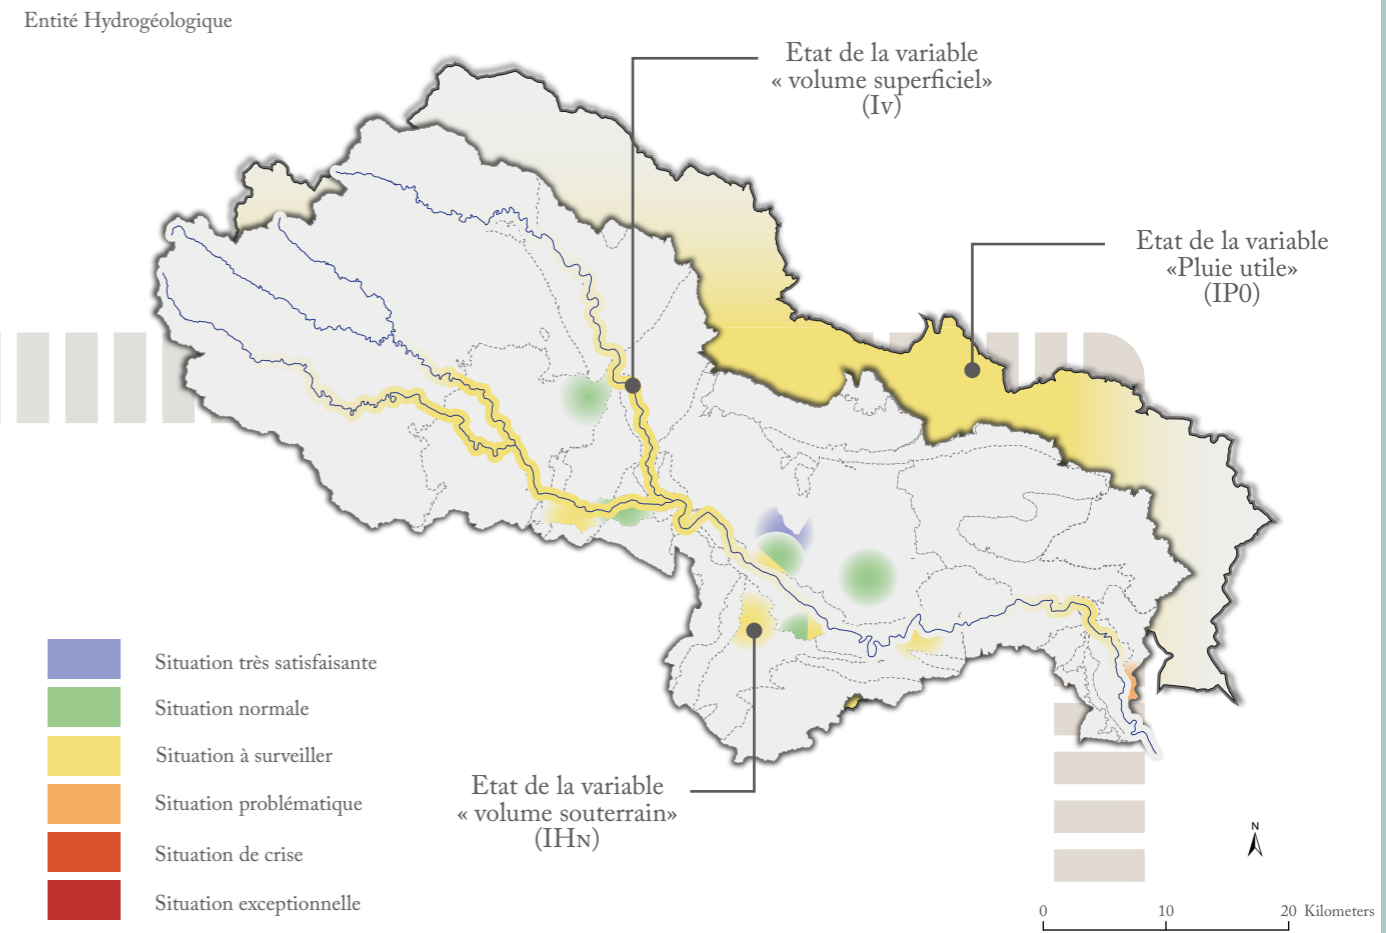 Entité Hydrogéologique
Etat de la variable
« volume superficiel»
(Iv)
Etat de la variable
«Pluie utile»
(IP0)
Situation très satisfaisante
Situation normale
Situation à surveiller
Situation problématique
Situation de crise
Situation exceptionnelle
Etat de la variable
« volume souterrain»
(IHN)
N
0 10 20 Kilometers